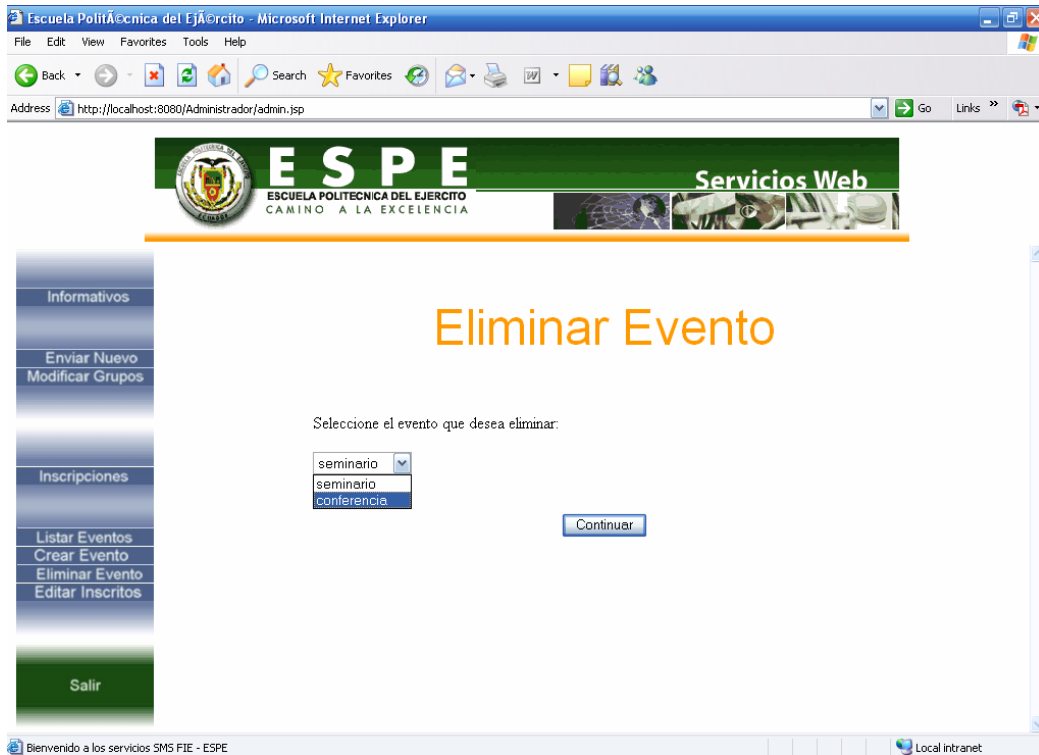 Escuela PolitÃ©cnica del EjÃ©rcito - Microsoft Internet Explorer
File Edit View Favorites Tools Help
Back Search Favorites
Address http://localhost:8080/Administrador/admin.jsp Go Links »
ESPE
ESCUELA POLITECNICA DEL EJERCITO
CAMINO A LA EXCELENCIA
Servicios Web
Informativos
Enviar Nuevo
Modificar Grupos
Inscripciones
Listar Eventos
Crear Evento
Eliminar Evento
Editar Inscritos
Salir
Eliminar Evento
Seleccione el evento que desea eliminar:
seminario
seminario
conferencia
Continuar
Bienvenido a los servicios SMS FIE - ESPE
Local intranet